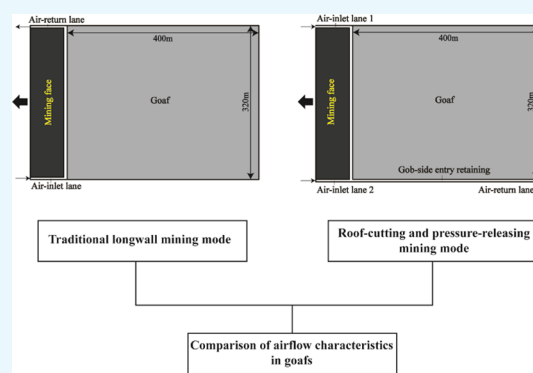 Air-return lane
400m
Mining face
Goaf
320m
Air-inlet lane
Air-inlet lane 1
400m
Mining face
Goaf
320m
Gob-side entry retaining
Air-inlet lane 2
Air-return lane
Traditional longwall mining mode
Roof-cutting and pressure-releasing
mining mode
Comparison of airflow characteristics
in goafs